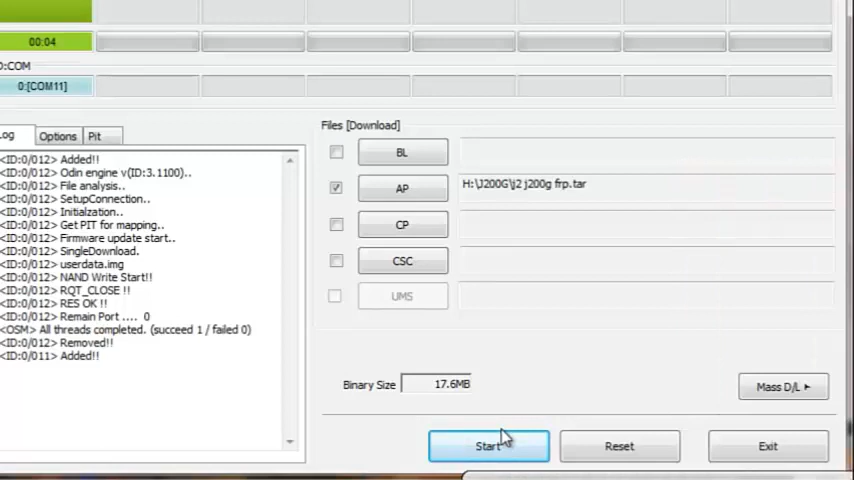 00:04
D:COM
0:[COM11]
Log
Options
Pit
<ID:0/012> Added!!
<ID:0/012> Odin engine v(ID:3.1100)..
<ID:0/012> File analysis..
<ID:0/012> SetupConnection..
<ID:0/012> Initialzation..
<ID:0/012> Get PIT for mapping..
<ID:0/012> Firmware update start..
<ID:0/012> SingleDownload.
<ID:0/012> userdata.img
<ID:0/012> NAND Write Start!!
<ID:0/012> RQT_CLOSE !!
<ID:0/012> RES OK !!
<ID:0/012> Remain Port .... 0
<OSM> All threads completed. (succeed 1 / failed 0)
<ID:0/012> Removed!!
<ID:0/011> Added!!
Files [Download]
BL
AP H:\J200G\j2 j200g frp.tar
CP
CSC
UMS
Binary Size 17.6MB
Mass D/L
Start
Reset
Exit